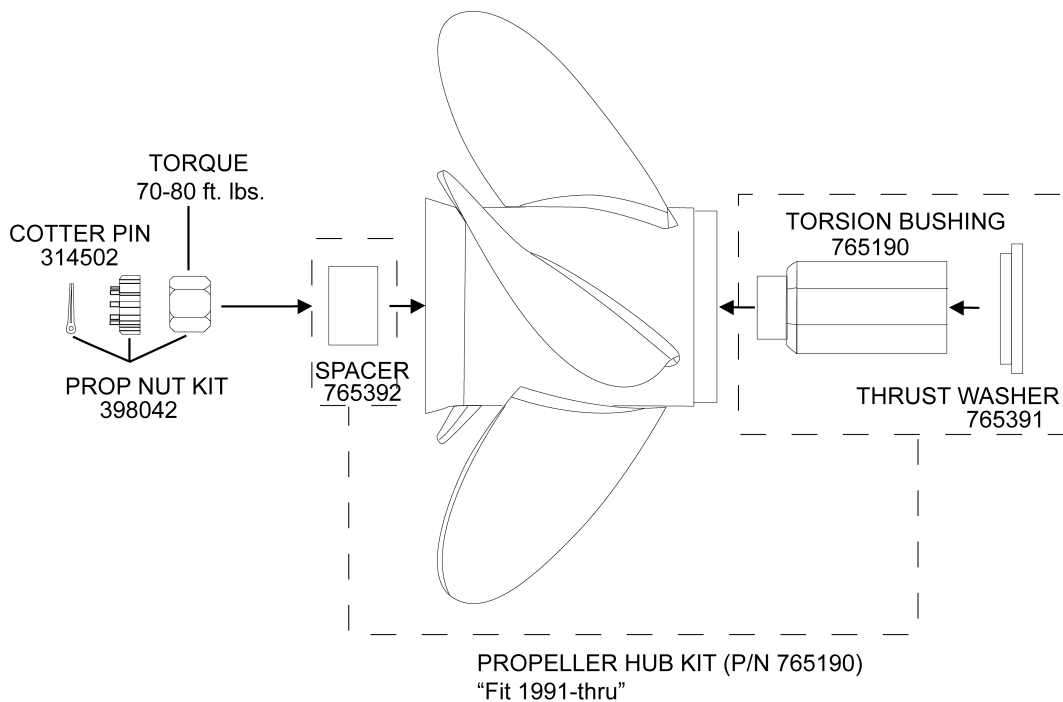 TORQUE
70-80 ft. lbs.
COTTER PIN
314502
PROP NUT KIT
398042
SPACER
765392
TORSION BUSHING
765190
THRUST WASHER
765391
PROPELLER HUB KIT (P/N 765190)
“Fit 1991-thru”